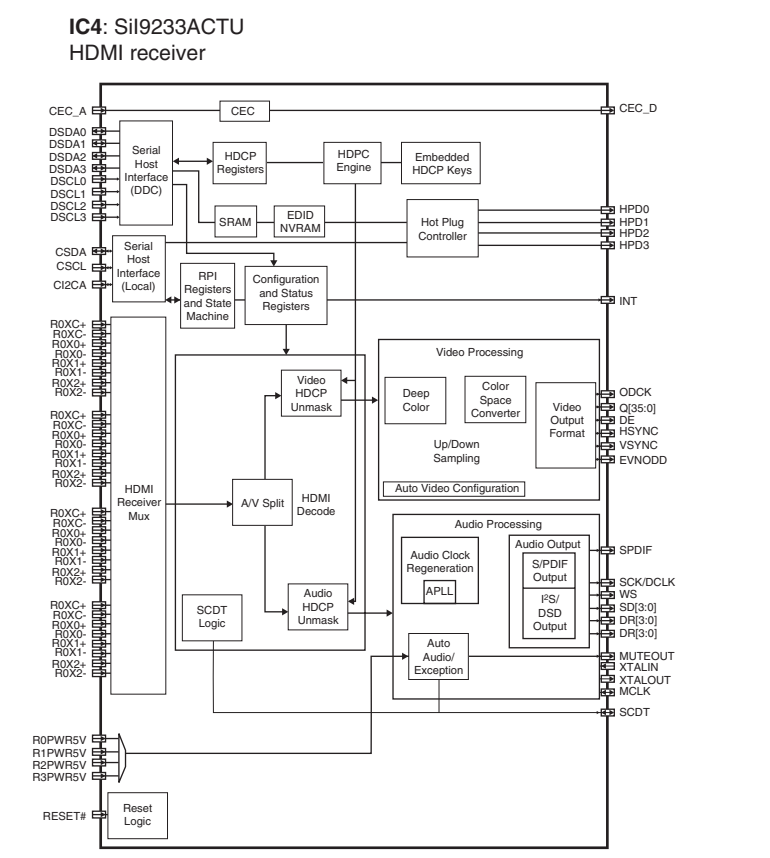 IC4: SiI9233ACTU
HDMI receiver
CEC_A
CEC
CEC_D
DSDA0
DSDA1
DSDA2
DSDA3
DSCL0
DSCL1
DSCL2
DSCL3
Serial
Host
Interface
(DDC)
HDCP
Registers
HDPC
Engine
Embedded
HDCP Keys
SRAM
EDID
NVRAM
Hot Plug
Controller
HPD0
HPD1
HPD2
HPD3
CSDA
CSCL
CI2CA
Serial
Host
Interface
(Local)
RPI
Registers
and State
Machine
Configuration
and Status
Registers
INT
R0XC+
R0XC-
R0X0+
R0X0-
R0X1+
R0X1-
R0X2+
R0X2-
R0XC+
R0XC-
R0X0+
R0X0-
R0X1+
R0X1-
R0X2+
R0X2-
R0XC+
R0XC-
R0X0+
R0X0-
R0X1+
R0X1-
R0X2+
R0X2-
R0XC+
R0XC-
R0X0+
R0X0-
R0X1+
R0X1-
R0X2+
R0X2-
HDMI
Receiver
Mux
A/V Split
HDMI
Decode
Video
HDCP
Unmask
Audio
HDCP
Unmask
SCDT
Logic
Video Processing
Deep
Color
Color
Space
Converter
Video
Output
Format
Up/Down
Sampling
Auto Video Configuration
ODCK
Q[35:0]
DE
HSYNC
VSYNC
EVNODD
Audio Processing
Audio Clock
Regeneration
APLL
Audio Output
S/PDIF
Output
I²S/
DSD
Output
Auto
Audio/
Exception
SPDIF
SCK/DCLK
WS
SD[3:0]
DR[3:0]
DR[3:0]
MUTEOUT
XTALIN
XTALOUT
MCLK
SCDT
R0PWR5V
R1PWR5V
R2PWR5V
R3PWR5V
RESET#
Reset
Logic